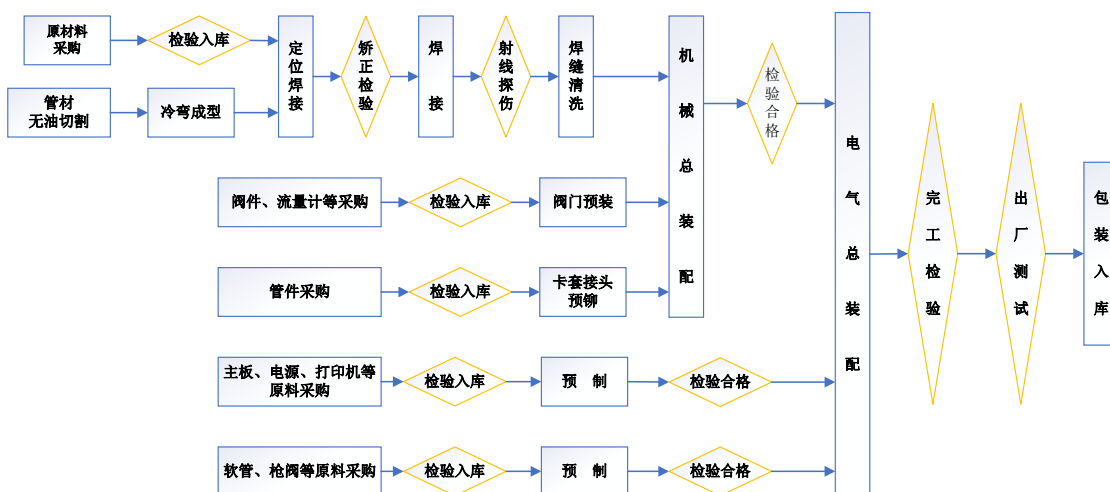 原材料
采购
检验入库
管材
无油切割
冷弯成型
定位焊接
矫正检验
焊 接
射线探伤
焊缝清洗
机械总装配
检验合格
阀件、流量计等采购
检验入库
阀门预装
管件采购
检验入库
卡套接头
预铆
主板、电源、打印机等
原料采购
检验入库
预 制
检验合格
软管、枪阀等原料采购
检验入库
预 制
检验合格
电气总装配
完工检验
出厂测试
包装入库